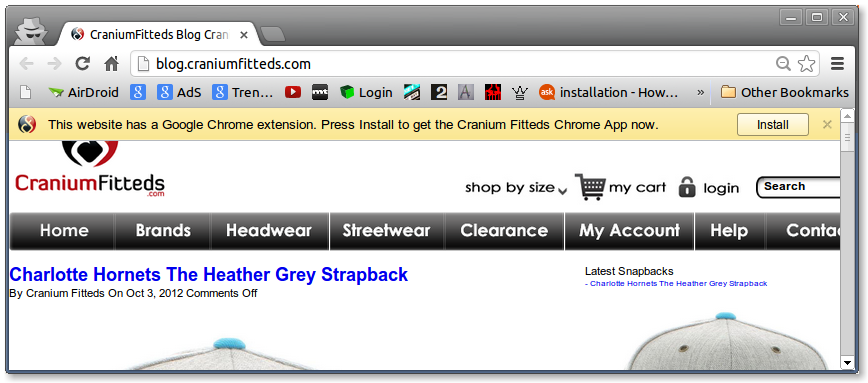 CraniumFitteds Blog Cran
blog.craniumfitteds.com
AirDroid AdS Tren... mt Login 2 A ask installation - How... » Other Bookmarks
This website has a Google Chrome extension. Press Install to get the Cranium Fitteds Chrome App now. Install
CraniumFitteds
.com
shop by size my cart login Search
Home Brands Headwear Streetwear Clearance My Account Help Contac
Charlotte Hornets The Heather Grey Strapback
By Cranium Fitteds On Oct 3, 2012 Comments Off
Latest Snapbacks
- Charlotte Hornets The Heather Grey Strapback